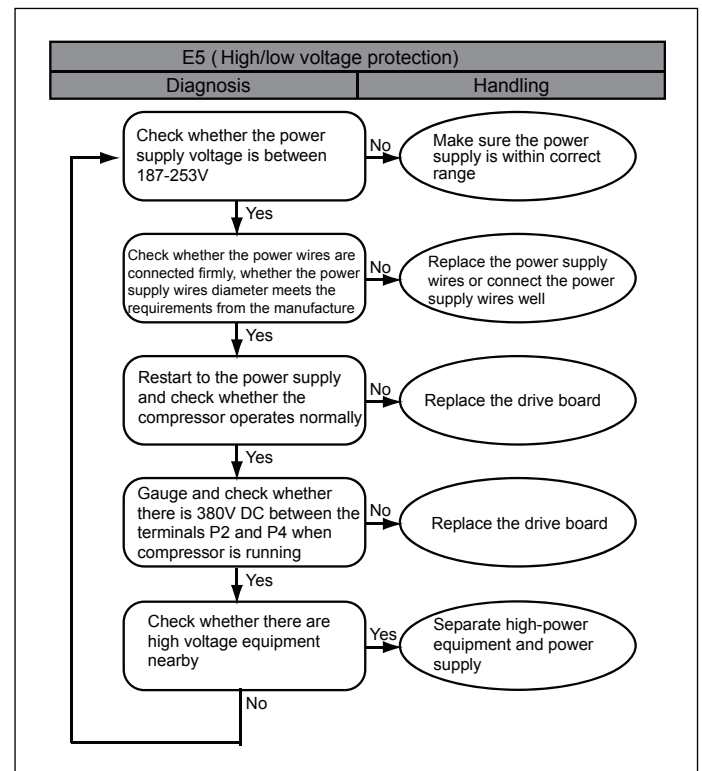 E5 ( High/low voltage protection)
Diagnosis
Handling
Check whether the power
supply voltage is between
187-253V
No
Make sure the power
supply is within correct
range
Yes
Check whether the power wires are
connected firmly, whether the power
supply wires diameter meets the
requirements from the manufacture
No
Replace the power supply
wires or connect the power
supply wires well
Yes
Restart to the power supply
and check whether the
compressor operates normally
No
Replace the drive board
Yes
Gauge and check whether
there is 380V DC between the
terminals P2 and P4 when
compressor is running
No
Replace the drive board
Yes
Check whether there are
high voltage equipment
nearby
Yes
Separate high-power
equipment and power
supply
No